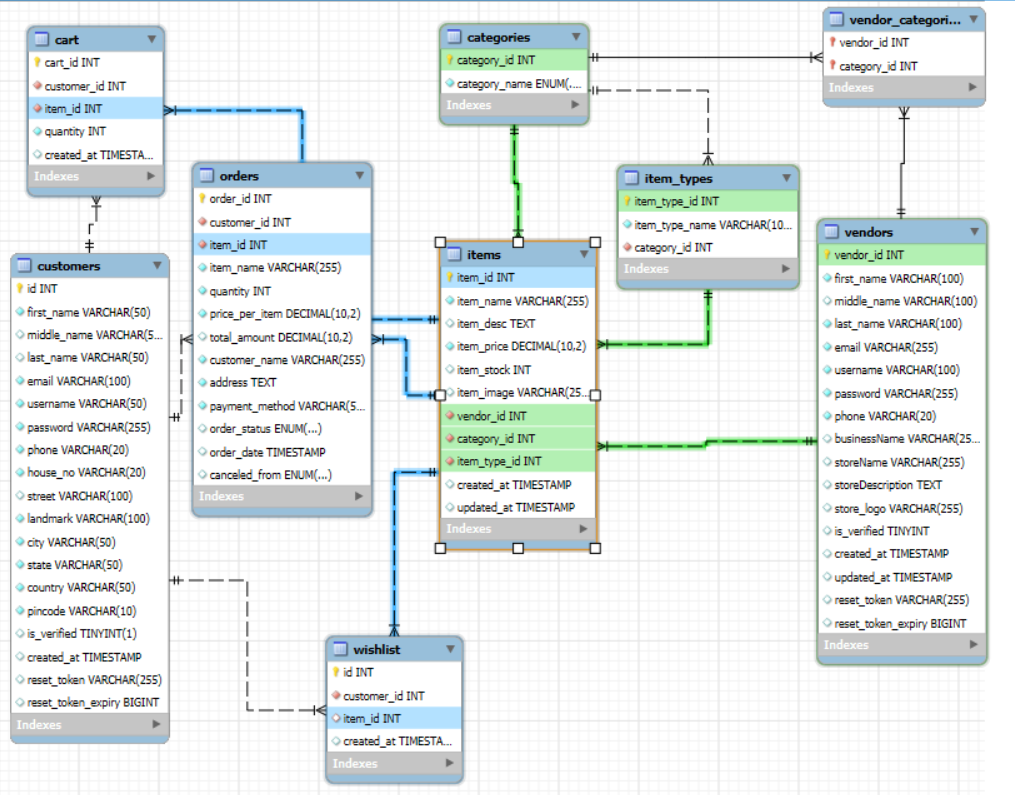 cart
cart_id INT
customer_id INT
item_id INT
quantity INT
created_at TIMESTA...
Indexes
categories
category_id INT
category_name ENUM(,...
Indexes
vendor_categori...
vendor_id INT
category_id INT
Indexes
orders
order_id INT
customer_id INT
item_id INT
item_name VARCHAR(255)
quantity INT
price_per_item DECIMAL(10,2)
total_amount DECIMAL(10,2)
customer_name VARCHAR(255)
address TEXT
payment_method VARCHAR(5...
order_status ENUM(...)
order_date TIMESTAMP
canceled_from ENUM(...)
Indexes
item_types
item_type_id INT
item_type_name VARCHAR(10...
category_id INT
Indexes
customers
id INT
first_name VARCHAR(50)
middle_name VARCHAR(5...
last_name VARCHAR(50)
email VARCHAR(100)
username VARCHAR(50)
password VARCHAR(255)
phone VARCHAR(20)
house_no VARCHAR(20)
street VARCHAR(100)
landmark VARCHAR(100)
city VARCHAR(50)
state VARCHAR(50)
country VARCHAR(50)
pincode VARCHAR(10)
is_verified TINYINT(1)
created_at TIMESTAMP
reset_token VARCHAR(255)
reset_token_expiry BIGINT
Indexes
items
item_id INT
item_name VARCHAR(255)
item_desc TEXT
item_price DECIMAL(10,2)
item_stock INT
item_image VARCHAR(25...
vendor_id INT
category_id INT
item_type_id INT
created_at TIMESTAMP
updated_at TIMESTAMP
Indexes
vendors
vendor_id INT
first_name VARCHAR(100)
middle_name VARCHAR(100)
last_name VARCHAR(100)
email VARCHAR(255)
username VARCHAR(100)
password VARCHAR(255)
phone VARCHAR(20)
businessName VARCHAR(25...
storeName VARCHAR(255)
storeDescription TEXT
store_logo VARCHAR(255)
is_verified TINYINT
created_at TIMESTAMP
updated_at TIMESTAMP
reset_token VARCHAR(255)
reset_token_expiry BIGINT
Indexes
wishlist
id INT
customer_id INT
item_id INT
created_at TIMESTA...
Indexes